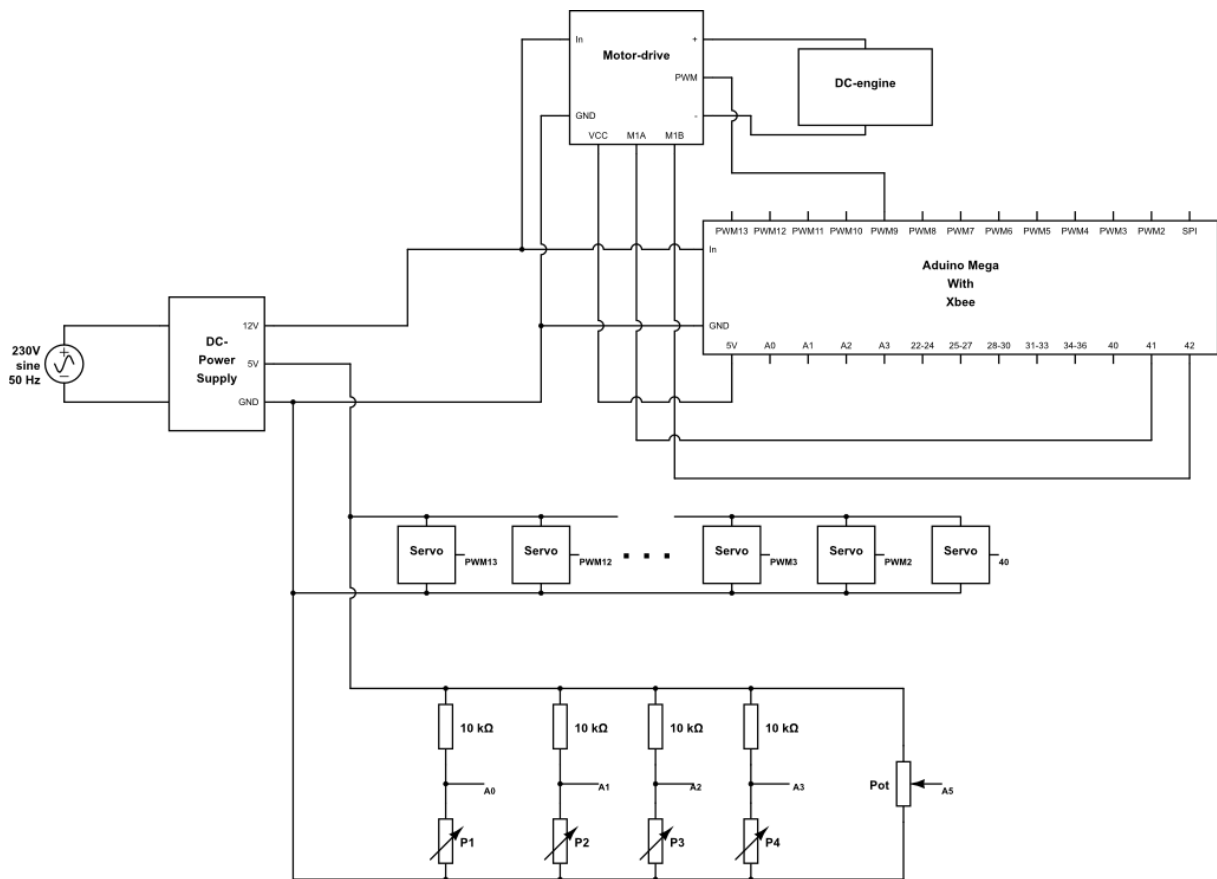 In
Motor-drive
+
PWM
DC-engine
GND
-
VCC M1A M1B
PWM13 PWM12 PWM11 PWM10 PWM9 PWM8 PWM7 PWM6 PWM5 PWM4 PWM3 PWM2 SPI
In
Aduino Mega
With
Xbee
GND
5V A0 A1 A2 A3 22-24 25-27 28-30 31-33 34-36 40 41 42
230V
sine
50 Hz
DC-
Power
Supply
12V
5V
GND
Servo PWM13
Servo PWM12
Servo PWM3
Servo PWM2
Servo 40
10 kΩ 10 kΩ 10 kΩ 10 kΩ
A0 A1 A2 A3
Pot A5
P1 P2 P3 P4